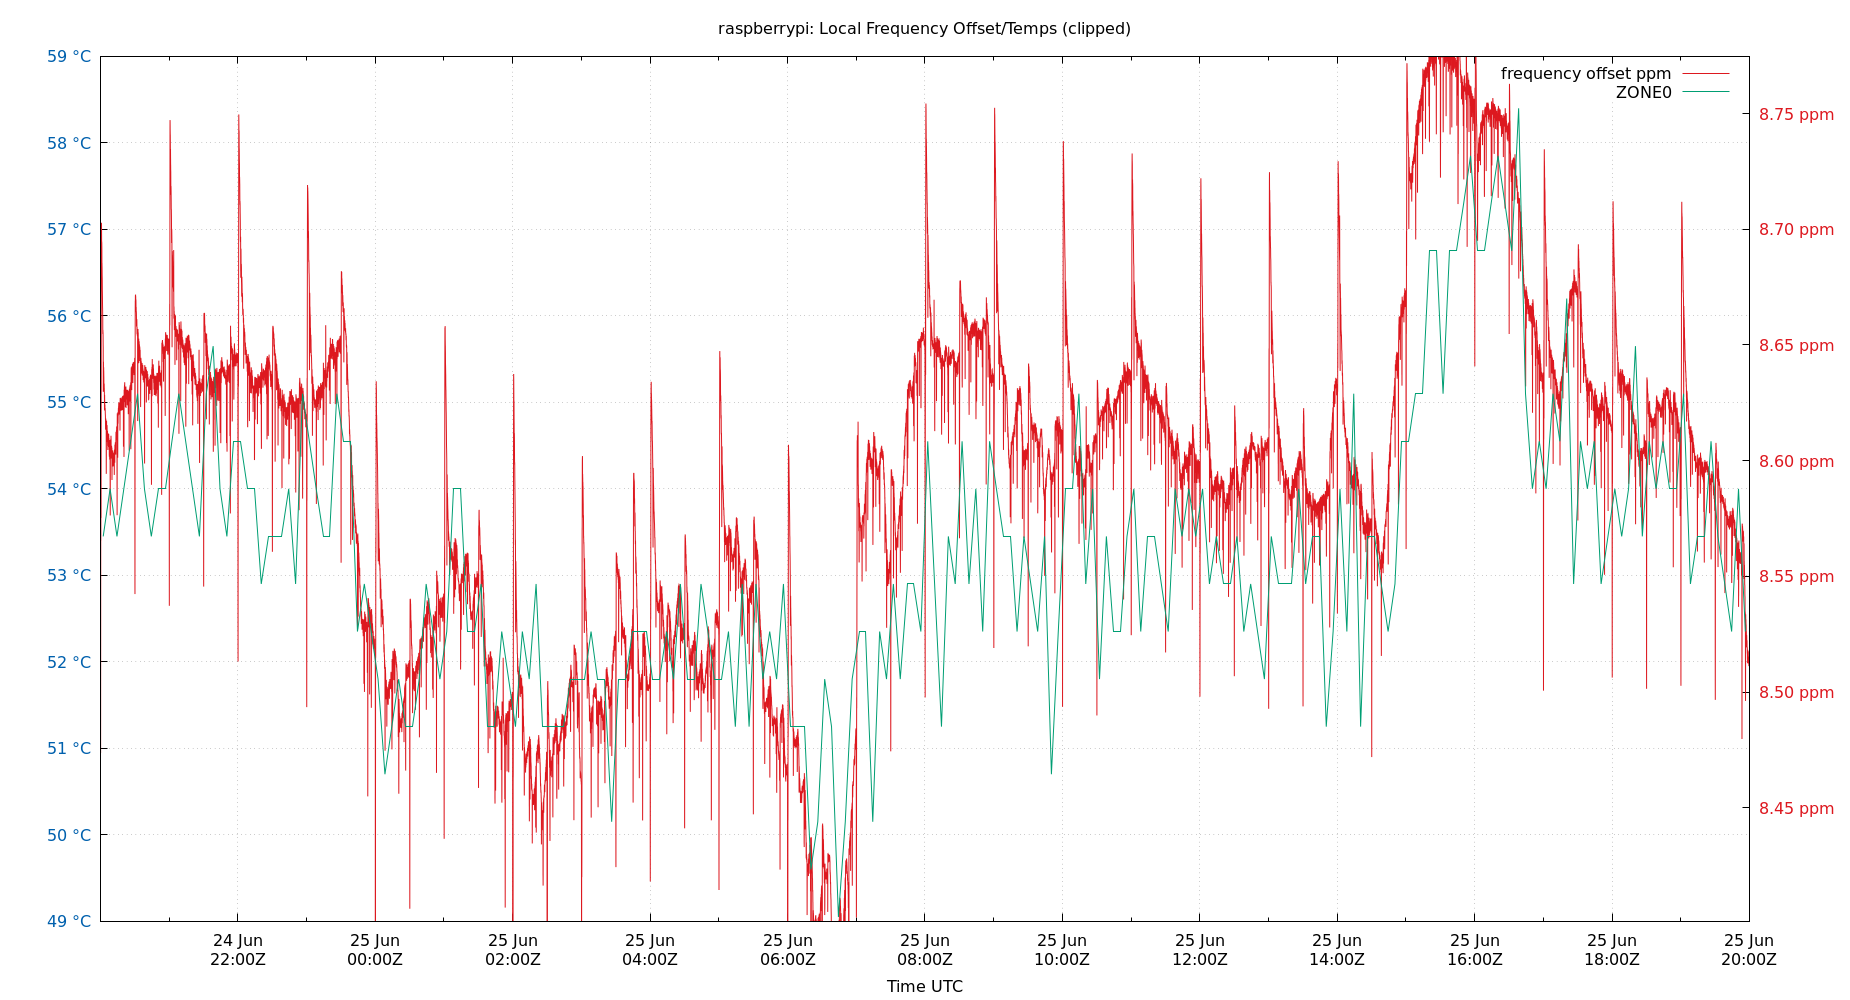 raspberrypi: Local Frequency Offset/Temps (clipped)
frequency offset ppm
ZONE0
59 °C
58 °C
57 °C
56 °C
55 °C
54 °C
53 °C
52 °C
51 °C
50 °C
49 °C
8.75 ppm
8.70 ppm
8.65 ppm
8.60 ppm
8.55 ppm
8.50 ppm
8.45 ppm
24 Jun
22:00Z
25 Jun
00:00Z
25 Jun
02:00Z
25 Jun
04:00Z
25 Jun
06:00Z
25 Jun
08:00Z
25 Jun
10:00Z
25 Jun
12:00Z
25 Jun
14:00Z
25 Jun
16:00Z
25 Jun
18:00Z
25 Jun
20:00Z
Time UTC